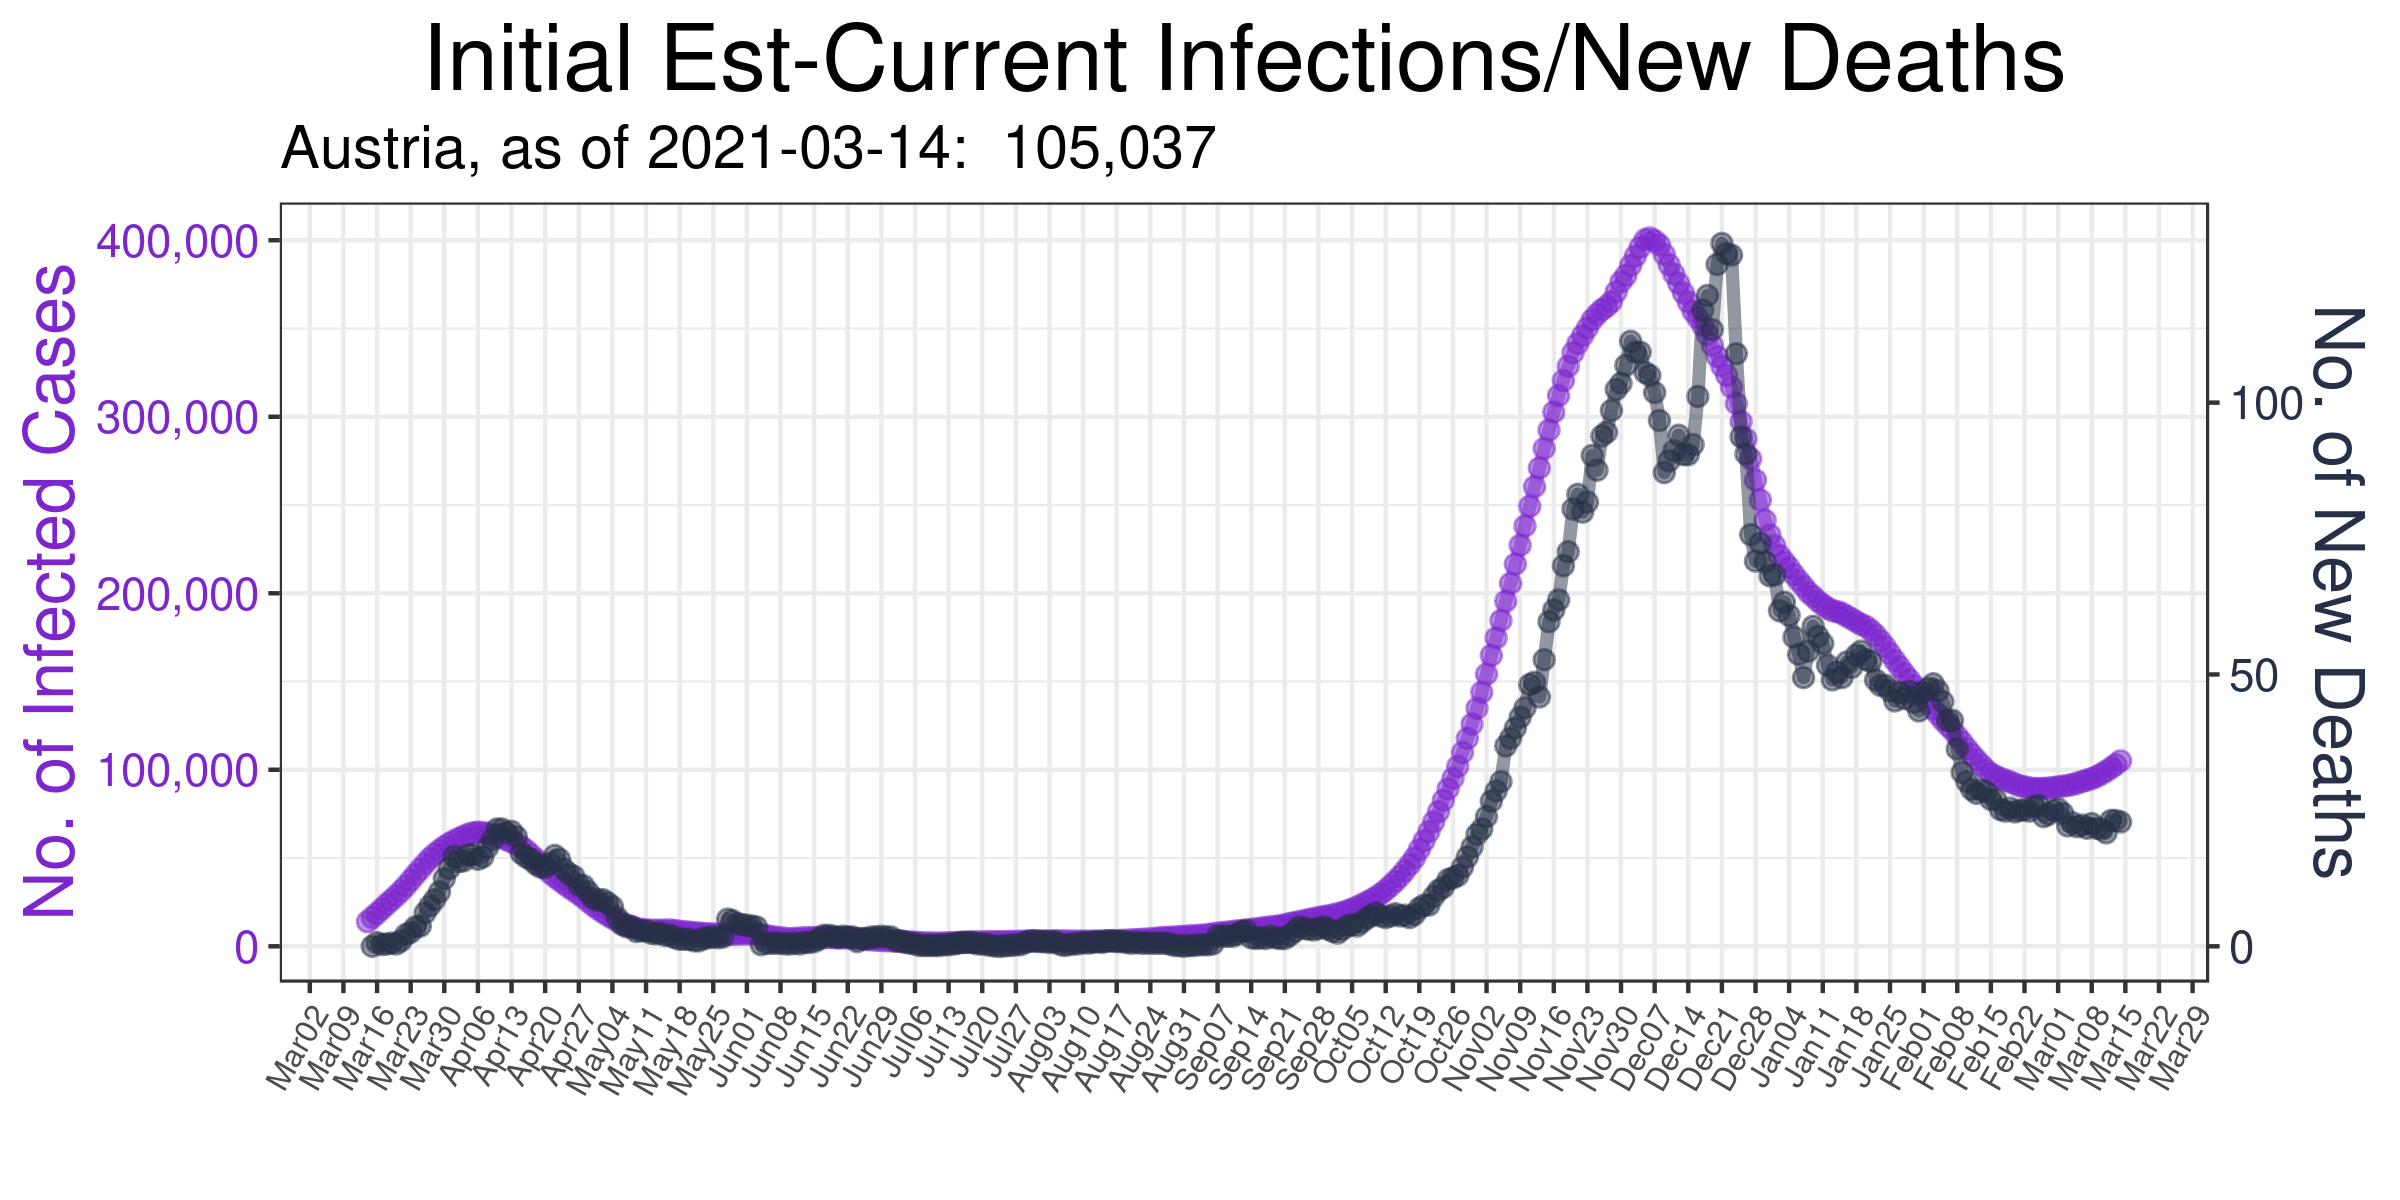 Initial Est-Current Infections/New Deaths
Austria, as of 2021-03-14:  105,037
No. of Infected Cases
400,000
300,000
200,000
100,000
0
100
50
0
No. of New Deaths
Mar02
Mar09
Mar16
Mar23
Mar30
Apr06
Apr13
Apr20
Apr27
May04
May11
May18
May25
Jun01
Jun08
Jun15
Jun22
Jun29
Jul06
Jul13
Jul20
Jul27
Aug03
Aug10
Aug17
Aug24
Aug31
Sep07
Sep14
Sep21
Sep28
Oct05
Oct12
Oct19
Oct26
Nov02
Nov09
Nov16
Nov23
Nov30
Dec07
Dec14
Dec21
Dec28
Jan04
Jan11
Jan18
Jan25
Feb01
Feb08
Feb15
Feb22
Mar01
Mar08
Mar15
Mar22
Mar29